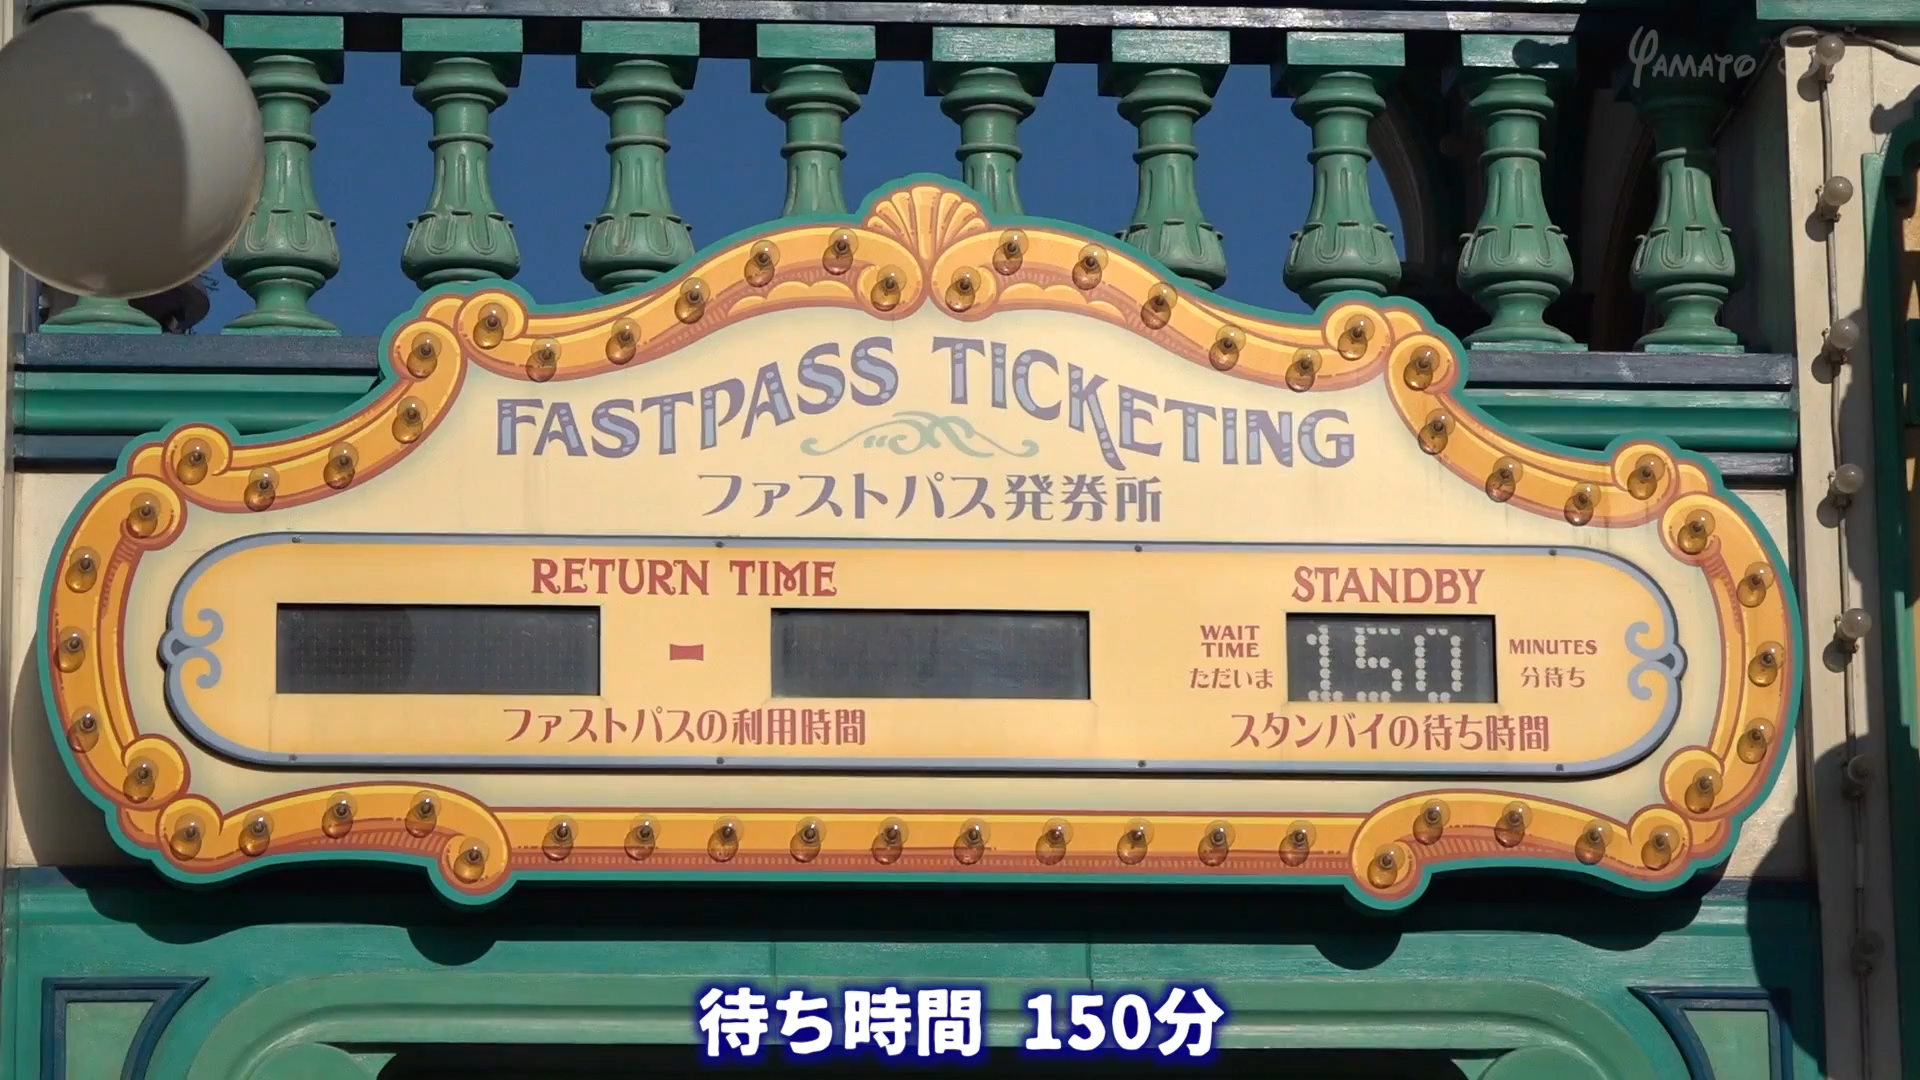 YAMATO
FASTPASS TICKETING
ファストパス発券所
RETURN TIME
-
ファストパスの利用時間
STANDBY
WAIT TIME
ただいま
150
MINUTES
分待ち
スタンバイの待ち時間
待ち時間 150分